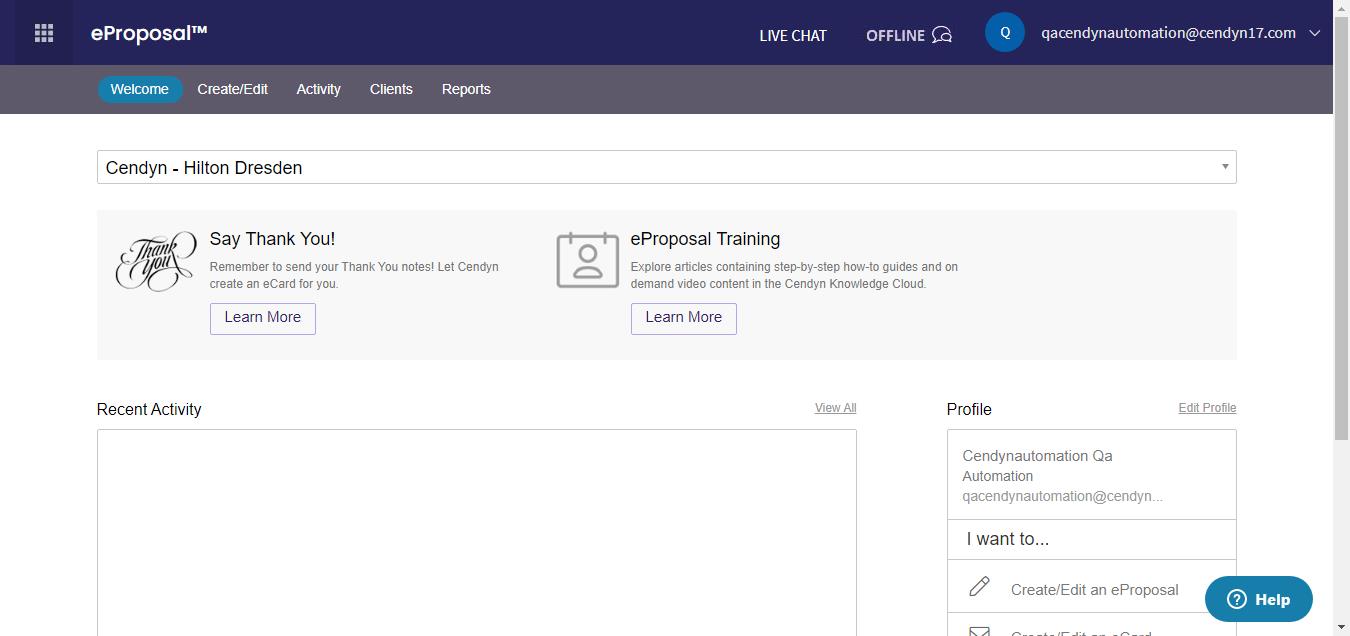 eProposal™
LIVE CHAT
OFFLINE
Q
qacendynautomation@cendyn17.com
Welcome
Create/Edit
Activity
Clients
Reports
Cendyn - Hilton Dresden
Thank You
Say Thank You!
Remember to send your Thank You notes! Let Cendyn
create an eCard for you.
Learn More
eProposal Training
Explore articles containing step-by-step how-to guides and on
demand video content in the Cendyn Knowledge Cloud.
Learn More
Recent Activity
View All
Profile
Edit Profile
Cendynautomation Qa
Automation
qacendynautomation@cendyn...
I want to...
Create/Edit an eProposal
Create/Edit an eCard
? Help